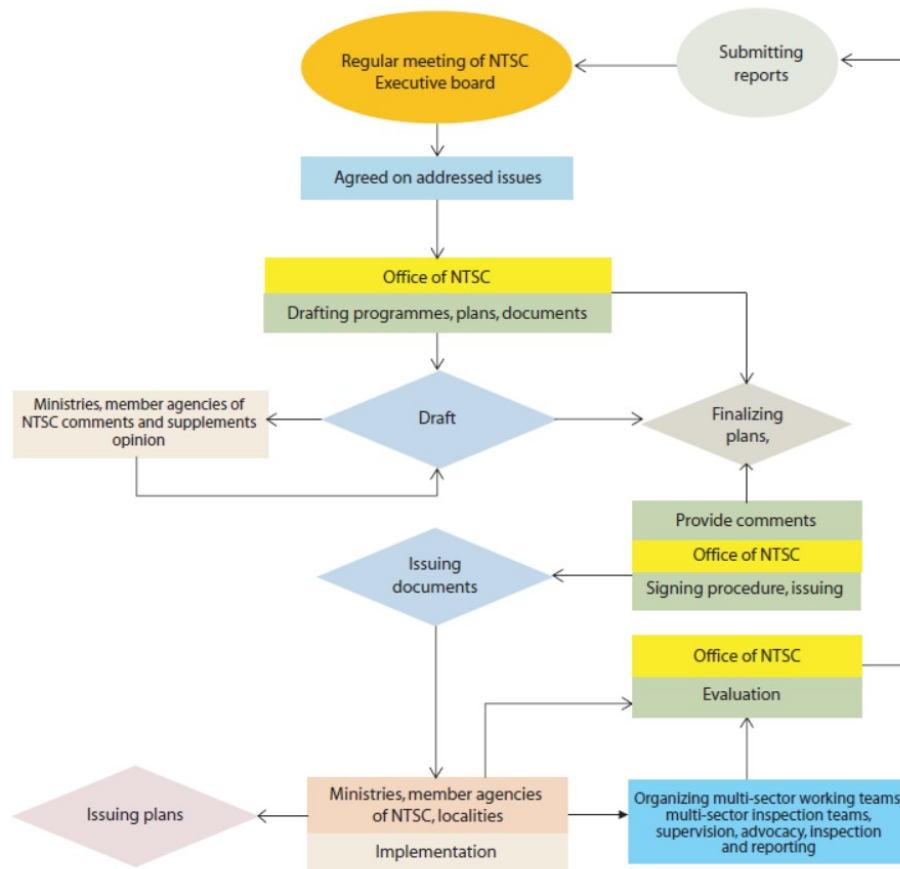 Regular meeting of NTSC
Executive board
Submitting
reports
Agreed on addressed issues
Office of NTSC
Drafting programmes, plans, documents
Ministries, member agencies of
NTSC comments and supplements
opinion
Draft
Finalizing
plans,
Provide comments
Office of NTSC
Signing procedure, issuing
Issuing
documents
Office of NTSC
Evaluation
Issuing plans
Ministries, member agencies
of NTSC, localities
Implementation
Organizing multi-sector working teams,
multi-sector inspection teams,
supervision, advocacy, inspection
and reporting